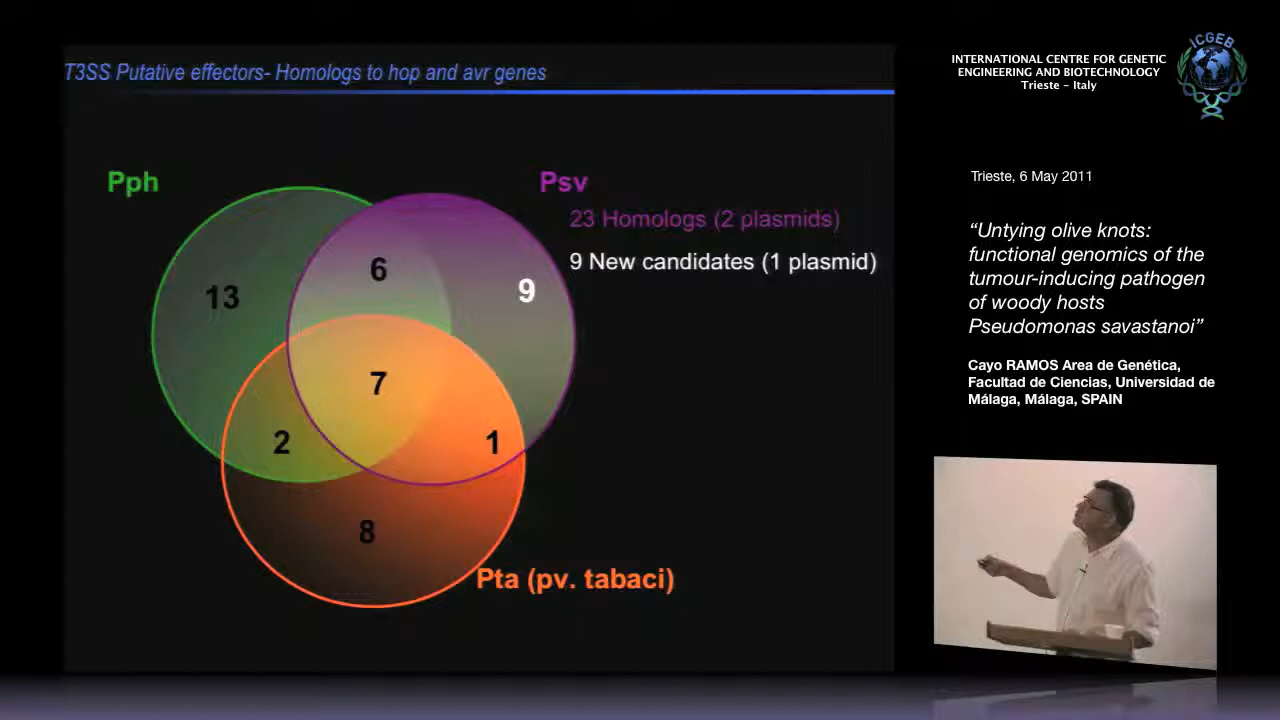 T3SS Putative effectors- Homologs to hop and avr genes
Pph
Psv
23 Homologs (2 plasmids)
9 New candidates (1 plasmid)
6
9
13
7
2
1
8
Pta (pv. tabaci)
INTERNATIONAL CENTRE FOR GENETIC
ENGINEERING AND BIOTECHNOLOGY
Trieste - Italy
ICGEB
Trieste, 6 May 2011
“Untying olive knots:
functional genomics of the
tumour-inducing pathogen
of woody hosts
Pseudomonas savastanoi”
Cayo RAMOS Area de Genética,
Facultad de Ciencias, Universidad de
Málaga, Málaga, SPAIN